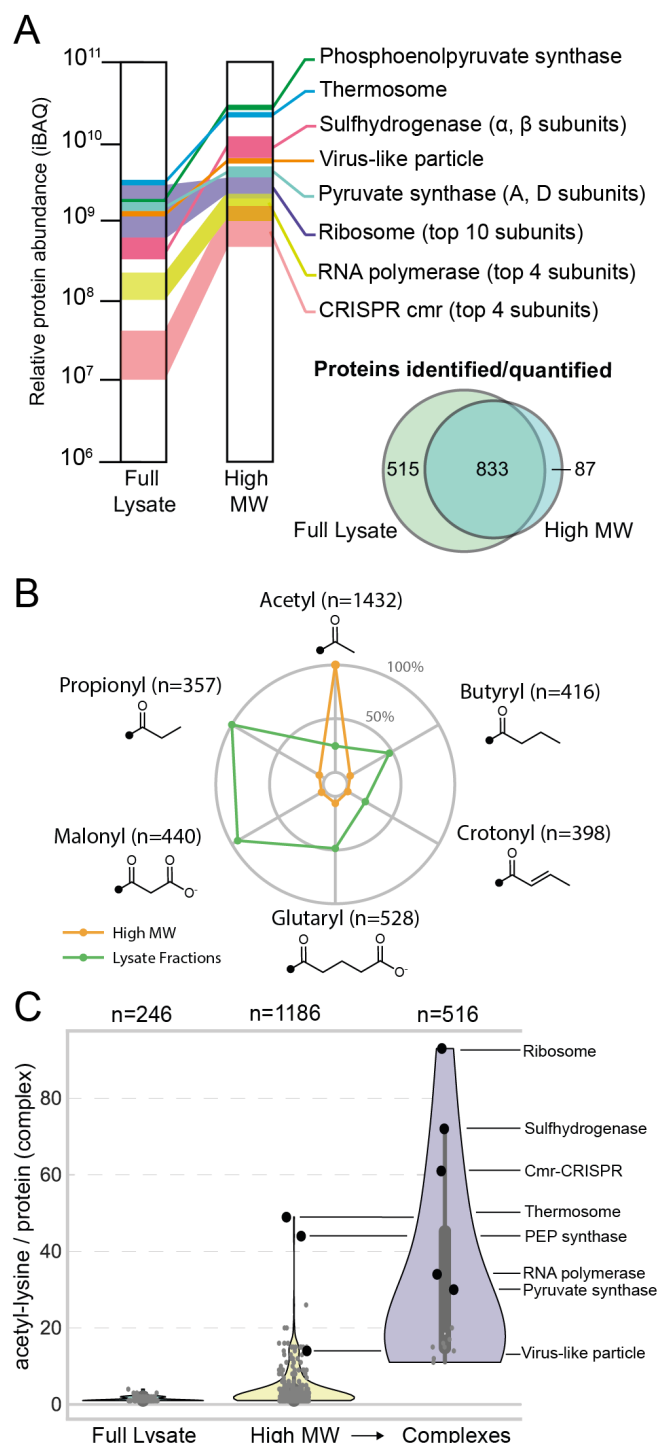 A
Relative protein abundance (iBAQ)
10¹¹
10¹⁰
10⁹
10⁸
10⁷
10⁶
Full
Lysate
High
MW
Phosphoenolpyruvate synthase
Thermosome
Sulfhydrogenase (α, β subunits)
Virus-like particle
Pyruvate synthase (A, D subunits)
Ribosome (top 10 subunits)
RNA polymerase (top 4 subunits)
CRISPR cmr (top 4 subunits)
Proteins identified/quantified
515
833
87
Full Lysate
High MW
B
Acetyl (n=1432)
O
100%
50%
Propionyl (n=357)
O
Butyryl (n=416)
O
Malonyl (n=440)
O O
O-
Crotonyl (n=398)
O
Glutaryl (n=528)
O O
O-
High MW
Lysate Fractions
C
n=246
n=1186
n=516
acetyl-lysine / protein (complex)
80
60
40
20
0
Ribosome
Sulfhydrogenase
Cmr-CRISPR
Thermosome
PEP synthase
RNA polymerase
Pyruvate synthase
Virus-like particle
Full Lysate
High MW → Complexes